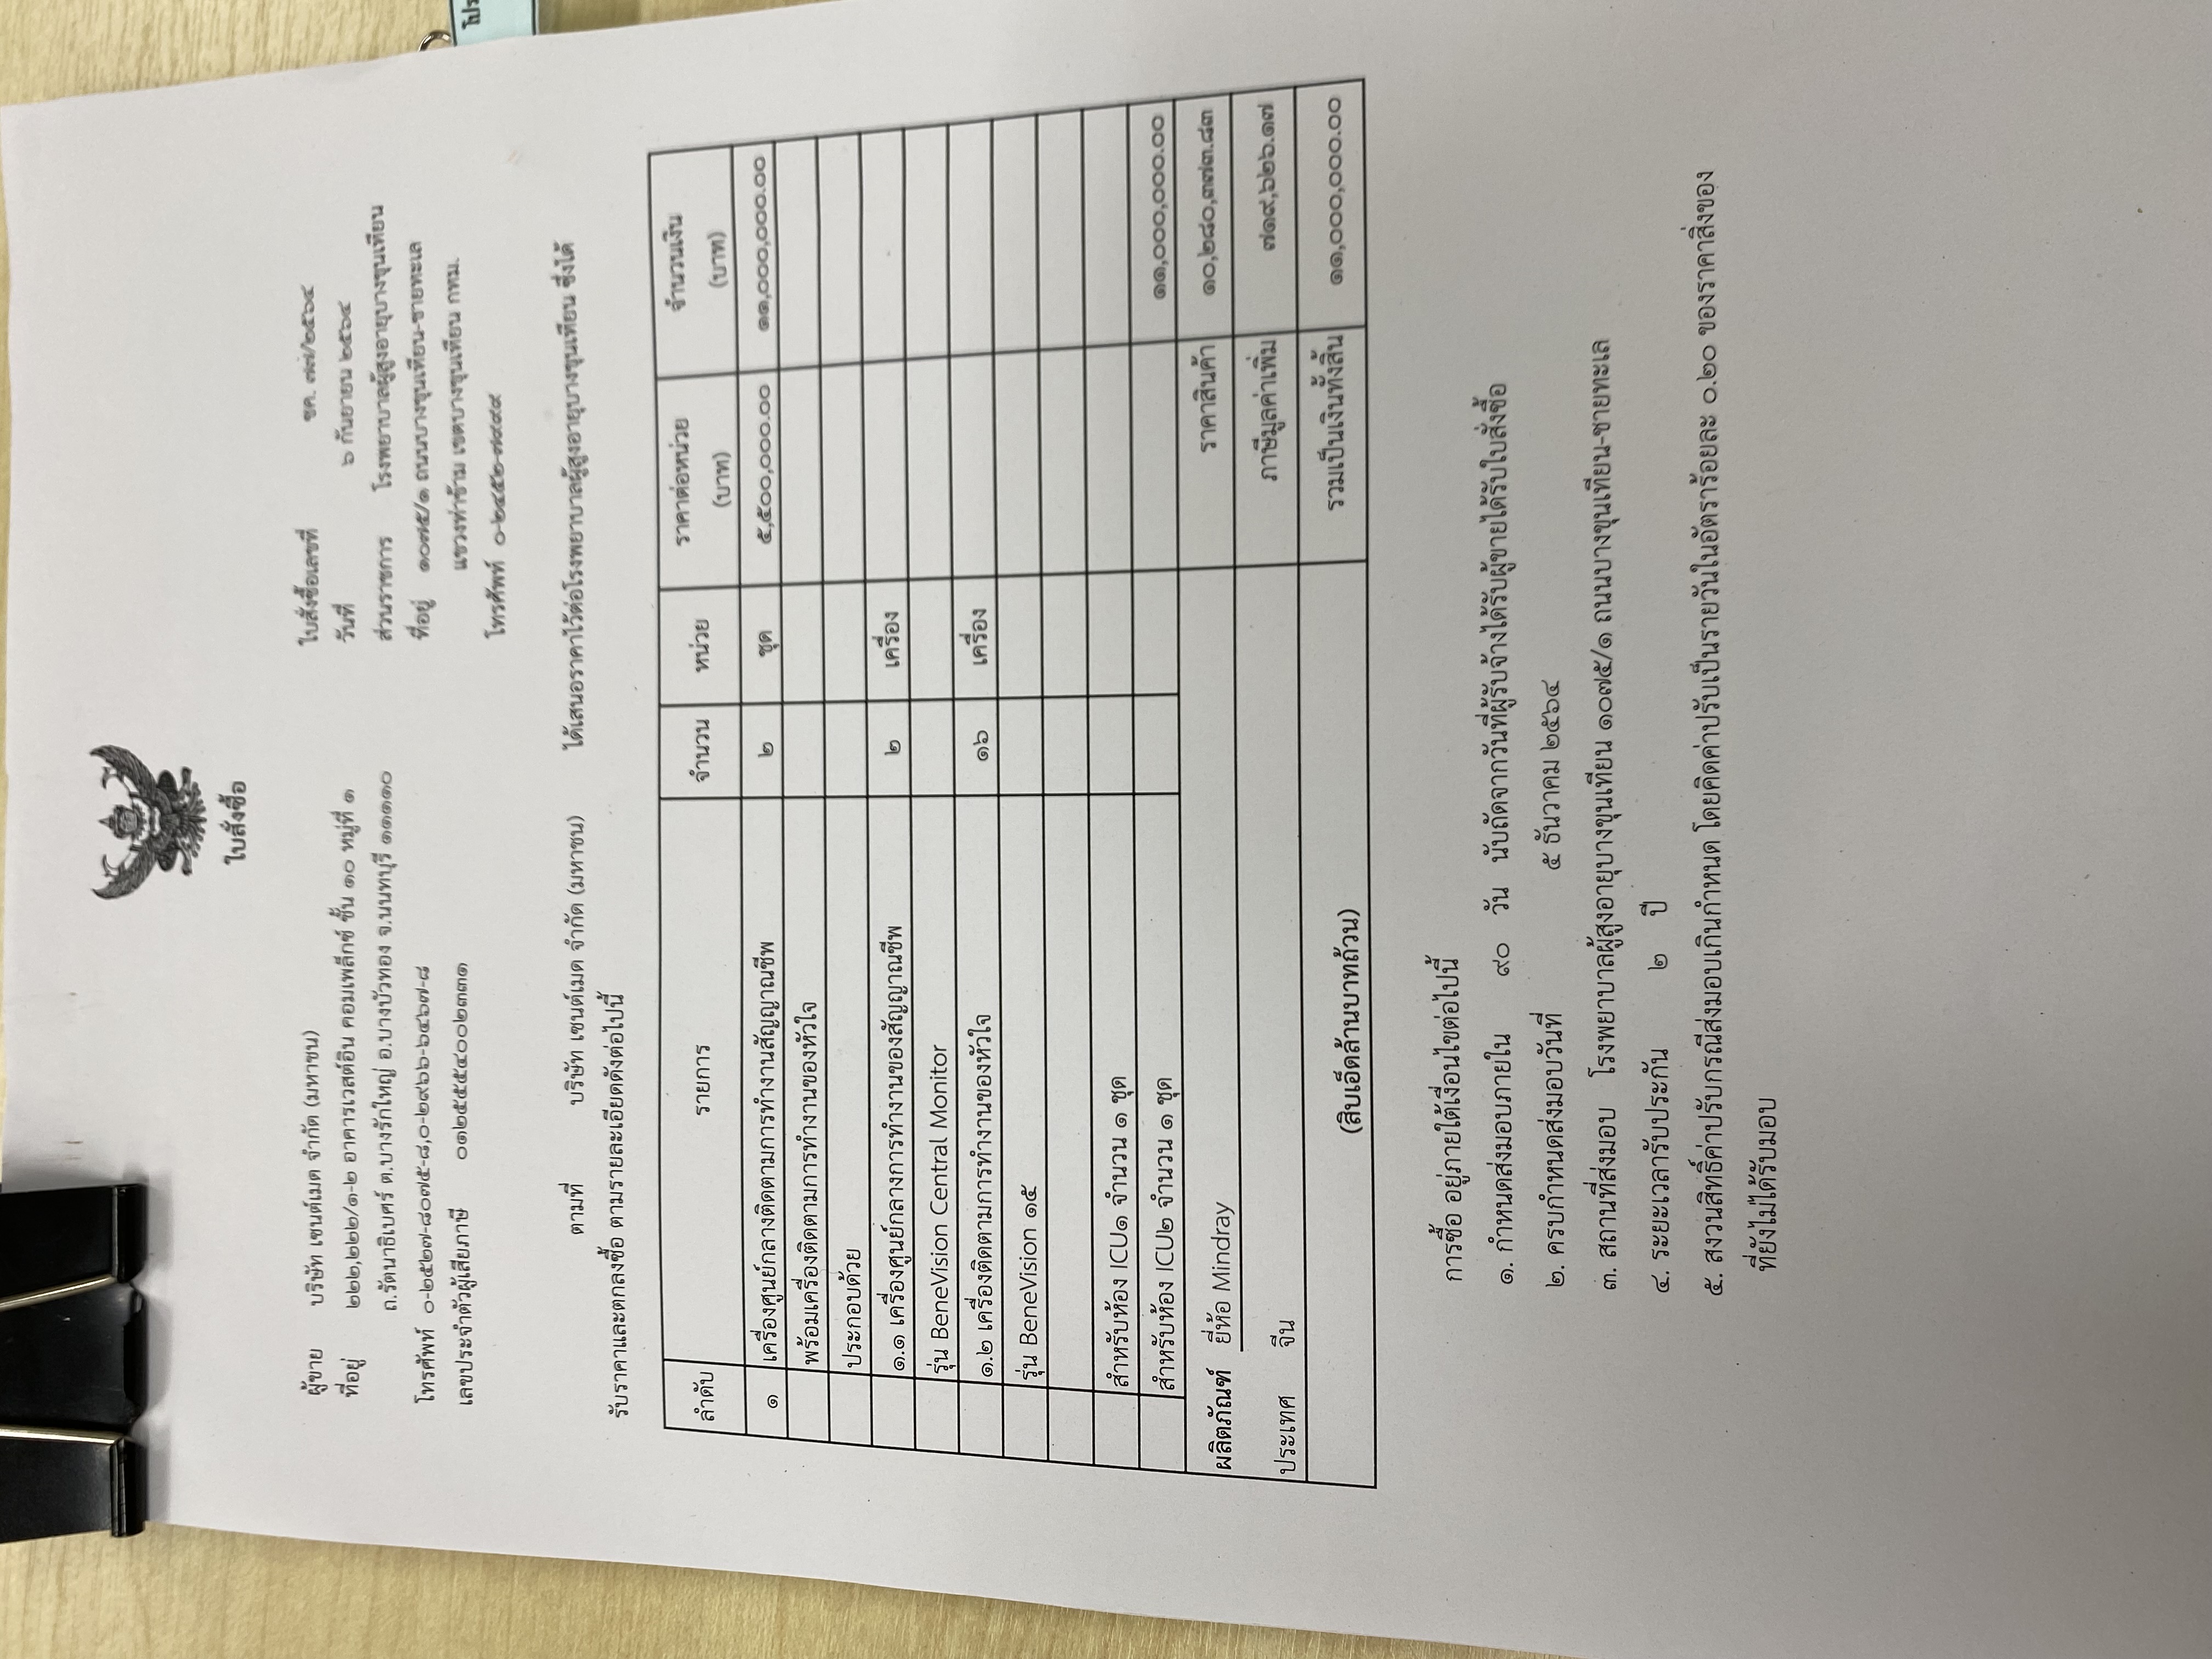 ใบสั่งซื้อ
ผู้ขาย บริษัท เซนต์เมด จำกัด (มหาชน)
ที่อยู่ ๒๒๒,๒๒๒/๑-๒ อาคารเวสต์อิน คอมเพล็กซ์ ชั้น ๑๐ หมู่ที่ ๑
ถ.รัตนาธิเบศร์ ต.บางรักใหญ่ อ.บางบัวทอง จ.นนทบุรี ๑๑๑๑๐
โทรศัพท์ ๐-๒๕๒๗-๘๐๗๕-๘,๐-๒๙๖๖-๖๔๖๗-๘
เลขประจำตัวผู้เสียภาษี ๐๑๒๕๕๕๔๐๐๒๓๓๑
ใบสั่งซื้อเลขที่ ซค. ๗๗/๒๕๖๔
วันที่ ๖ กันยายน ๒๕๖๔
ส่วนราชการ โรงพยาบาลผู้สูงอายุบางขุนเทียน
ที่อยู่ ๑๐๗๕/๑ ถนนบางขุนเทียน-ชายทะเล
แขวงท่าข้าม เขตบางขุนเทียน กทม.
โทรศัพท์ ๐-๒๔๕๒-๗๙๙๙
โปร
ตามที่ บริษัท เซนต์เมด จำกัด (มหาชน) ได้เสนอราคาไว้ต่อโรงพยาบาลผู้สูงอายุบางขุนเทียน ซึ่งได้
รับราคาและตกลงซื้อ ตามรายละเอียดดังต่อไปนี้
ลำดับ รายการ จำนวน หน่วย ราคาต่อหน่วย (บาท) จำนวนเงิน (บาท)
๑ เครื่องศูนย์กลางติดตามการทำงานสัญญาณชีพ ๒ ชุด ๕,๕๐๐,๐๐๐.๐๐ ๑๑,๐๐๐,๐๐๐.๐๐
พร้อมเครื่องติดตามการทำงานของหัวใจ
ประกอบด้วย
๑.๑ เครื่องศูนย์กลางการทำงานของสัญญาณชีพ ๒ เครื่อง
รุ่น BeneVision Central Monitor
๑.๒ เครื่องติดตามการทำงานของหัวใจ ๑๖ เครื่อง
รุ่น BeneVision ๑๕
สำหรับห้อง ICU๑ จำนวน ๑ ชุด
สำหรับห้อง ICU๒ จำนวน ๑ ชุด ๑๑,๐๐๐,๐๐๐.๐๐
ผลิตภัณฑ์ ยี่ห้อ Mindray ราคาสินค้า ๑๐,๒๘๐,๓๗๓.๘๓
ประเทศ จีน ภาษีมูลค่าเพิ่ม ๗๑๙,๖๒๖.๑๗
(สิบเอ็ดล้านบาทถ้วน) รวมเป็นเงินทั้งสิ้น ๑๑,๐๐๐,๐๐๐.๐๐
การซื้อ อยู่ภายใต้เงื่อนไขต่อไปนี้
๑. กำหนดส่งมอบภายใน ๙๐ วัน นับถัดจากวันที่ผู้รับจ้างได้รับผู้ขายได้รับใบสั่งซื้อ
๒. ครบกำหนดส่งมอบวันที่ ๕ ธันวาคม ๒๕๖๔
๓. สถานที่ส่งมอบ โรงพยาบาลผู้สูงอายุบางขุนเทียน ๑๐๗๕/๑ ถนนบางขุนเทียน-ชายทะเล
๔. ระยะเวลารับประกัน ๒ ปี
๕. สงวนสิทธิ์ค่าปรับกรณีส่งมอบเกินกำหนด โดยคิดค่าปรับเป็นรายวันในอัตราร้อยละ ๐.๒๐ ของราคาสิ่งของ
ที่ยังไม่ได้รับมอบ